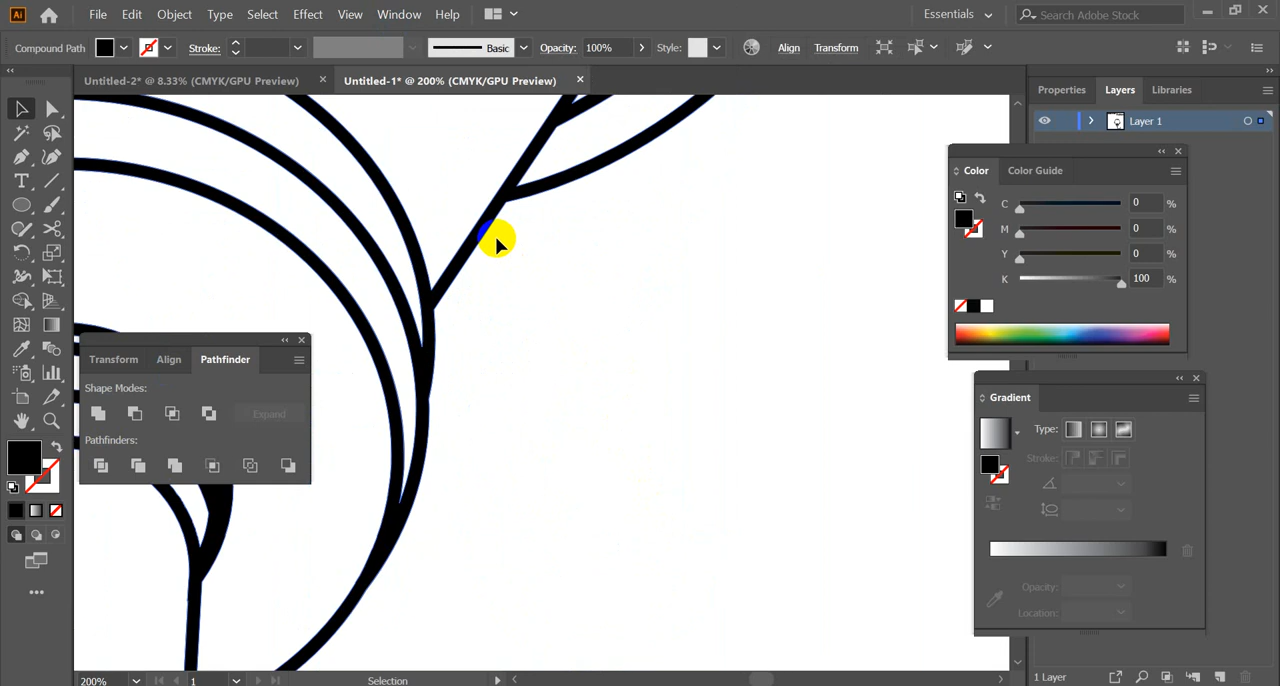 Ai File Edit Object Type Select Effect View Window Help Essentials Search Adobe Stock
Compound Path Stroke: Basic Opacity: 100% Style: Align Transform
Untitled-2* @ 8.33% (CMYK/GPU Preview) Untitled-1* @ 200% (CMYK/GPU Preview)
Properties Layers Libraries
Layer 1
Color Color Guide
C 0 %
M 0 %
Y 0 %
K 100 %
Transform Align Pathfinder
Shape Modes:
Expand
Pathfinders:
Gradient
Type:
Stroke:
Opacity:
Location:
200% 1 Selection
1 Layer